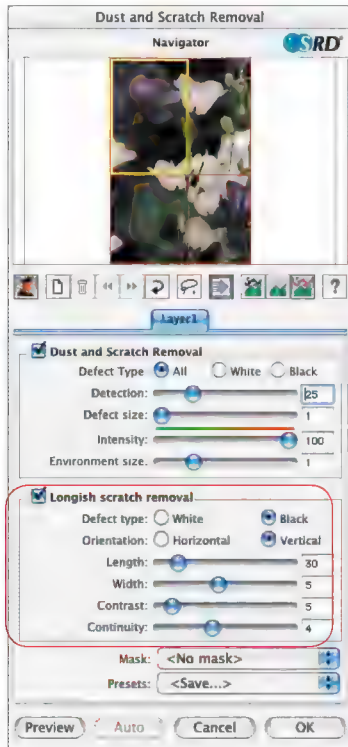 Dust and Scratch Removal
Navigator
SRD
?
Layer1
Dust and Scratch Removal
Defect Type All White Black
Detection: 25
Defect size: 1
Intensity: 100
Environment size. 1
Longish scratch removal
Defect type: White Black
Orientation: Horizontal Vertical
Length: 30
Width: 5
Contrast: 5
Continuity: 4
Mask: <No mask>
Presets: <Save...>
Preview Auto Cancel OK